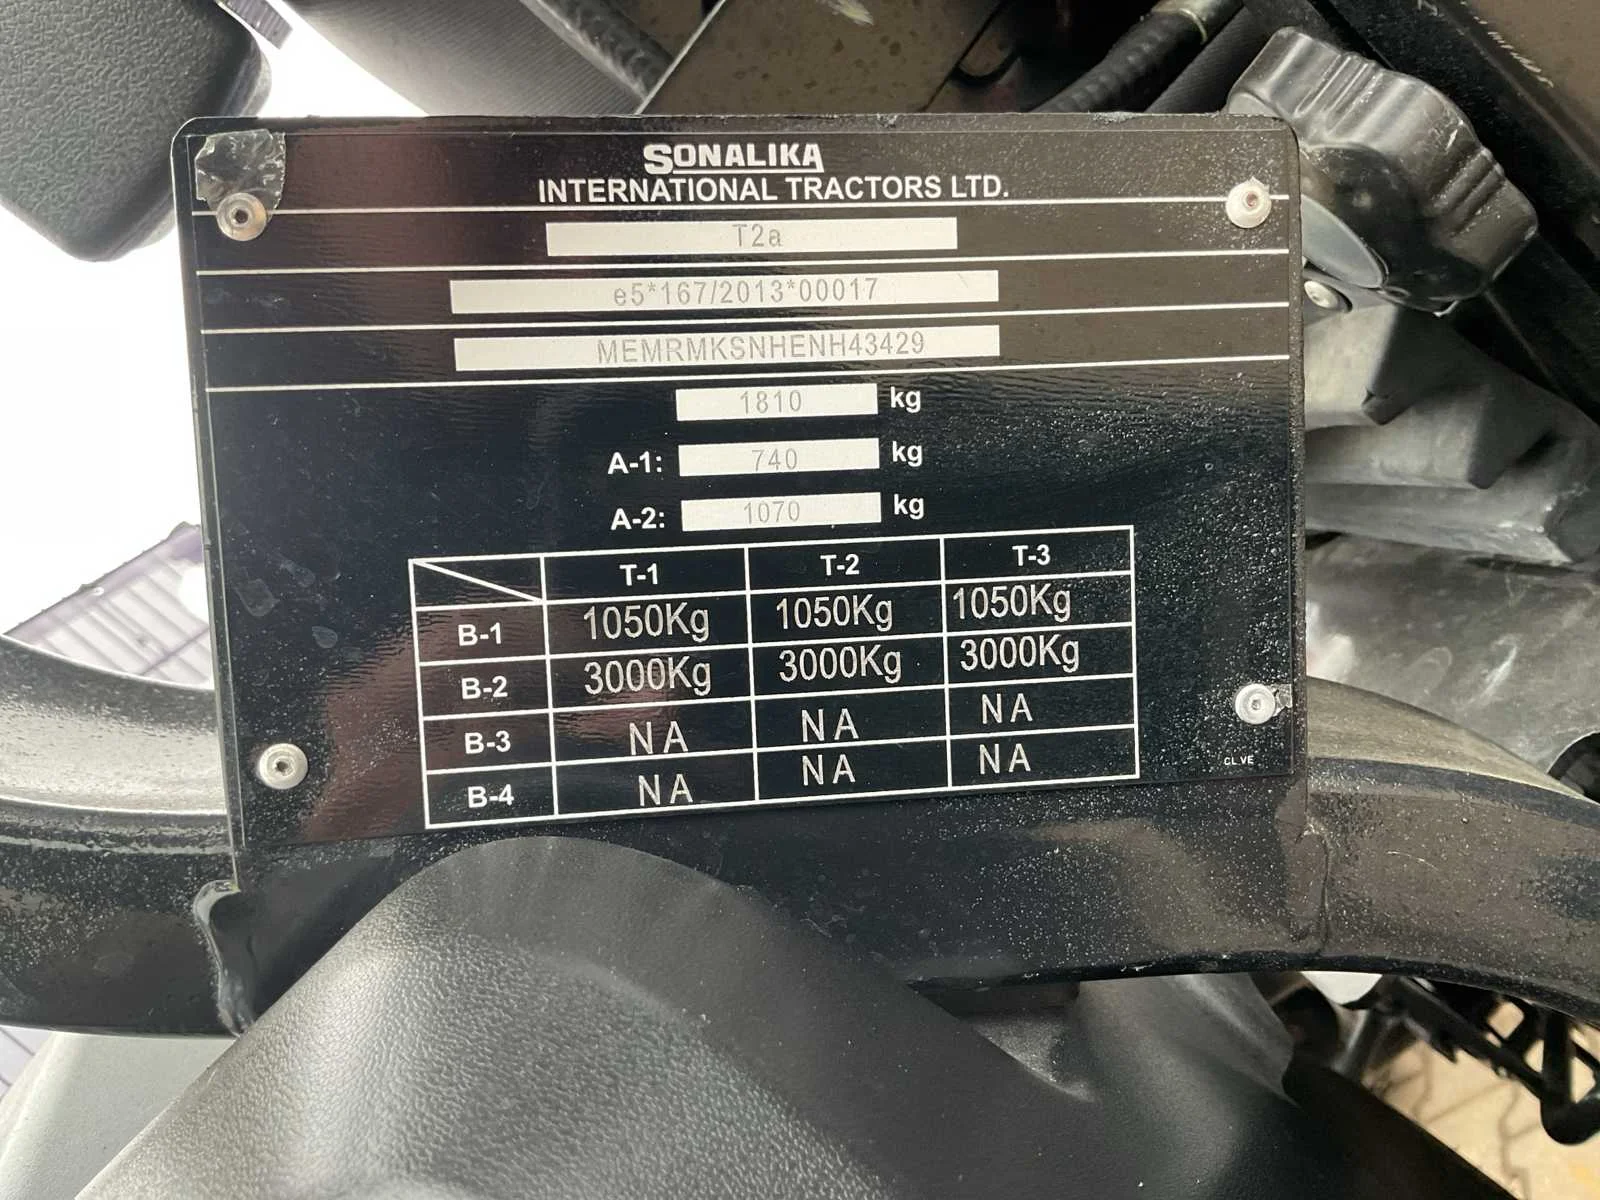 SONALIKA
INTERNATIONAL TRACTORS LTD.
T2a
e5*167/2013*00017
MEMRMKSNHENH43429
1810 kg
A-1: 740 kg
A-2: 1070 kg
T-1 T-2 T-3
B-1 1050Kg 1050Kg 1050Kg
B-2 3000Kg 3000Kg 3000Kg
B-3 NA NA NA
B-4 NA NA NA
CL.VE